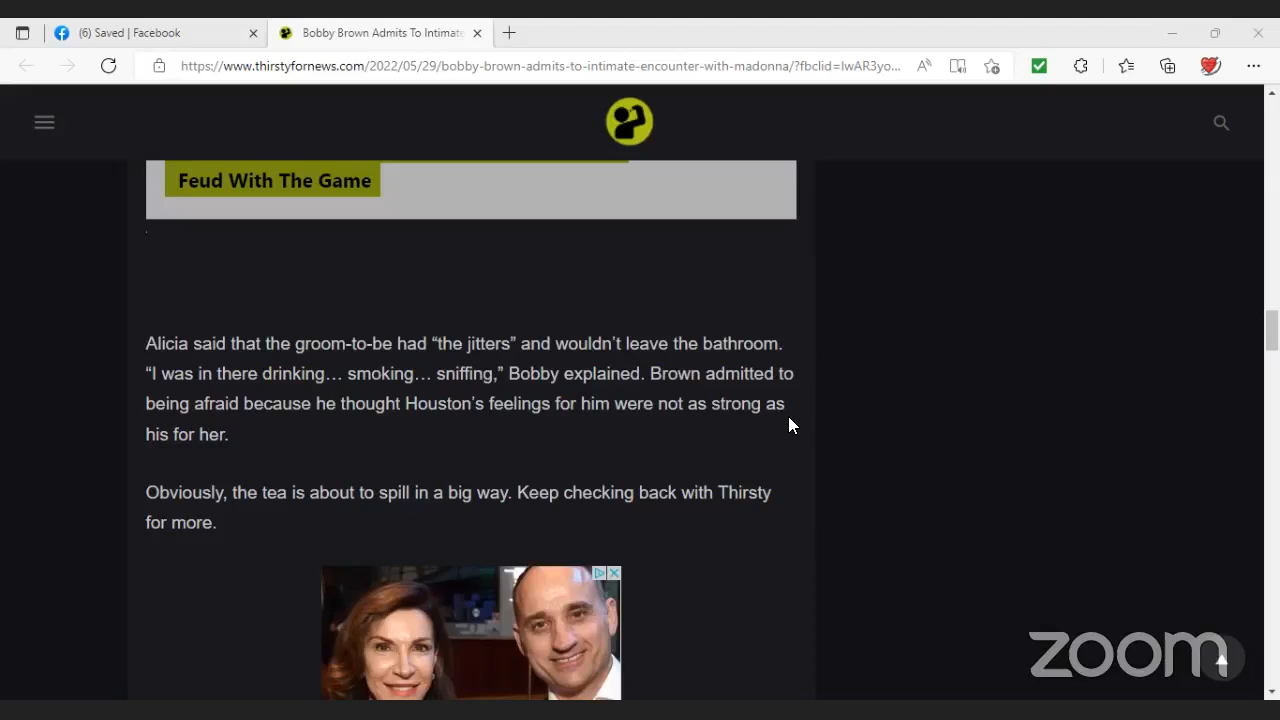 (6) Saved | Facebook
Bobby Brown Admits To Intimate
https://www.thirstyfornews.com/2022/05/29/bobby-brown-admits-to-intimate-encounter-with-madonna/?fbclid=IwAR3yo...
Feud With The Game
Alicia said that the groom-to-be had “the jitters” and wouldn’t leave the bathroom.
“I was in there drinking… smoking… sniffing,” Bobby explained. Brown admitted to
being afraid because he thought Houston’s feelings for him were not as strong as
his for her.
Obviously, the tea is about to spill in a big way. Keep checking back with Thirsty
for more.
zoom